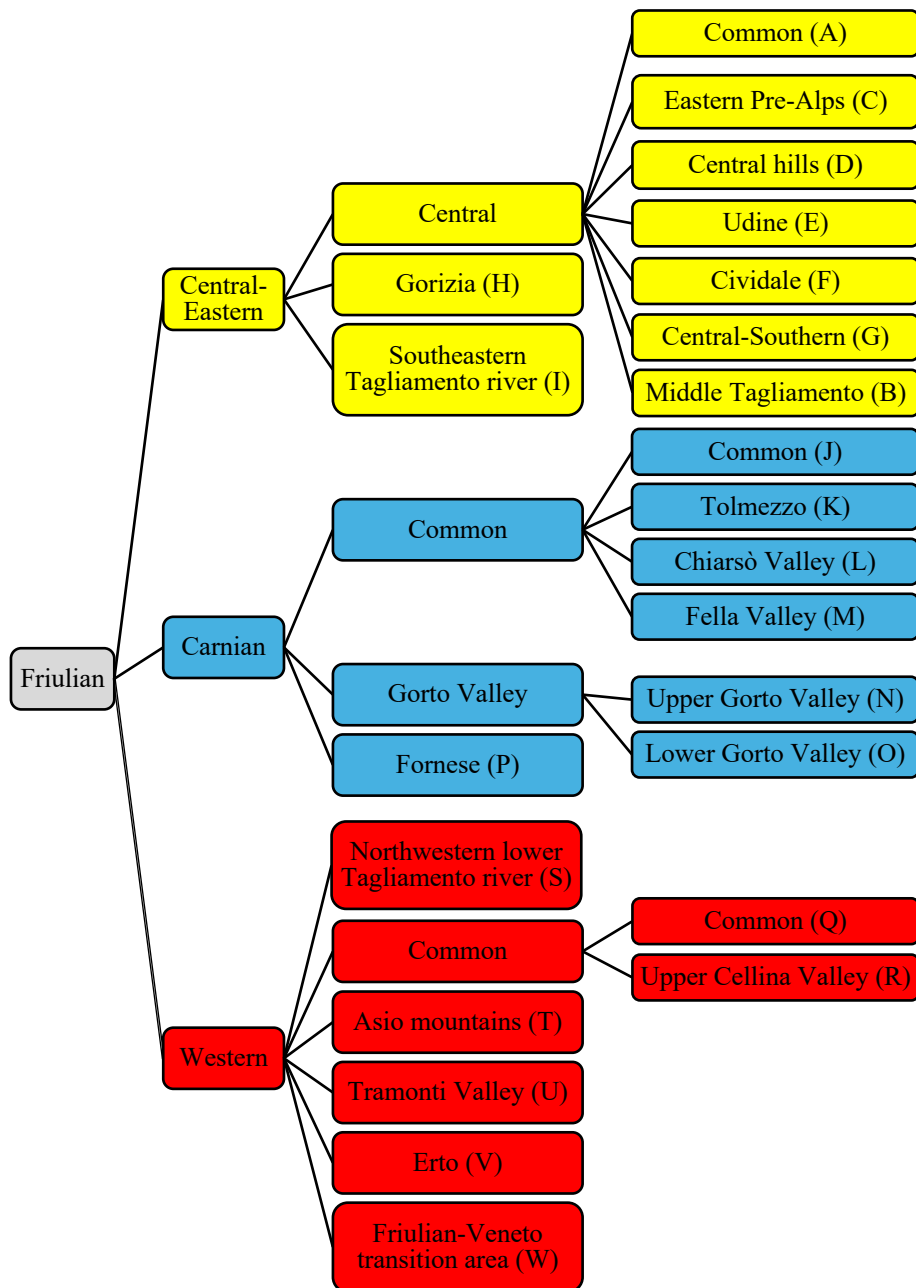 Friulian
Central-
Eastern
Central
Common (A)
Eastern Pre-Alps (C)
Central hills (D)
Udine (E)
Cividale (F)
Central-Southern (G)
Middle Tagliamento (B)
Gorizia (H)
Southeastern
Tagliamento river (I)
Carnian
Common
Common (J)
Tolmezzo (K)
Chiarsò Valley (L)
Fella Valley (M)
Gorto Valley
Upper Gorto Valley (N)
Lower Gorto Valley (O)
Fornese (P)
Western
Northwestern lower
Tagliamento river (S)
Common
Common (Q)
Upper Cellina Valley (R)
Asio mountains (T)
Tramonti Valley (U)
Erto (V)
Friulian-Veneto
transition area (W)